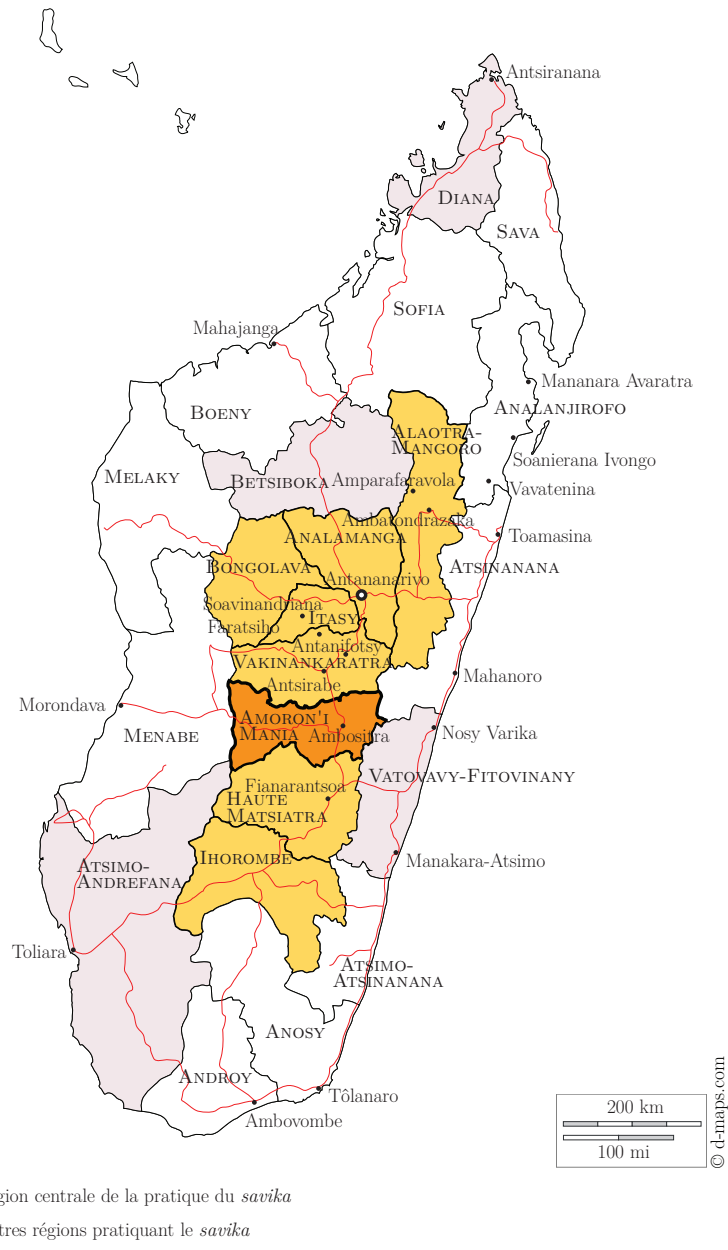 Antsiranana
DIANA
SAVA
SOFIA
Mahajanga
Mananara Avaratra
BOENY
ANALANJIROFO
ALAOTRA-
MANGORO
Soanierana Ivongo
MELAKY
BETSIBOKA
Amparafaravola
Vavatenina
Ambatondrazaka
ANALAMANGA
Toamasina
BONGOLAVA
ATSINANANA
Antananarivo
Soavinandriana
ITASY
Faratsiho
Antanifotsy
VAKINANKARATRA
Mahanoro
Antsirabe
Morondava
AMORON'I
MANIA
Ambositra
MENABE
Nosy Varika
VATOVAVY-FITOVINANY
Fianarantsoa
HAUTE
MATSIATRA
IHOROMBE
Manakara-Atsimo
ATSIMO-
ANDREFANA
Toliara
ATSIMO-
ATSINANANA
ANOSY
ANDROY
Tôlanaro
Ambovombe
200 km
100 mi
© d-maps.com
gion centrale de la pratique du savika
tres régions pratiquant le savika